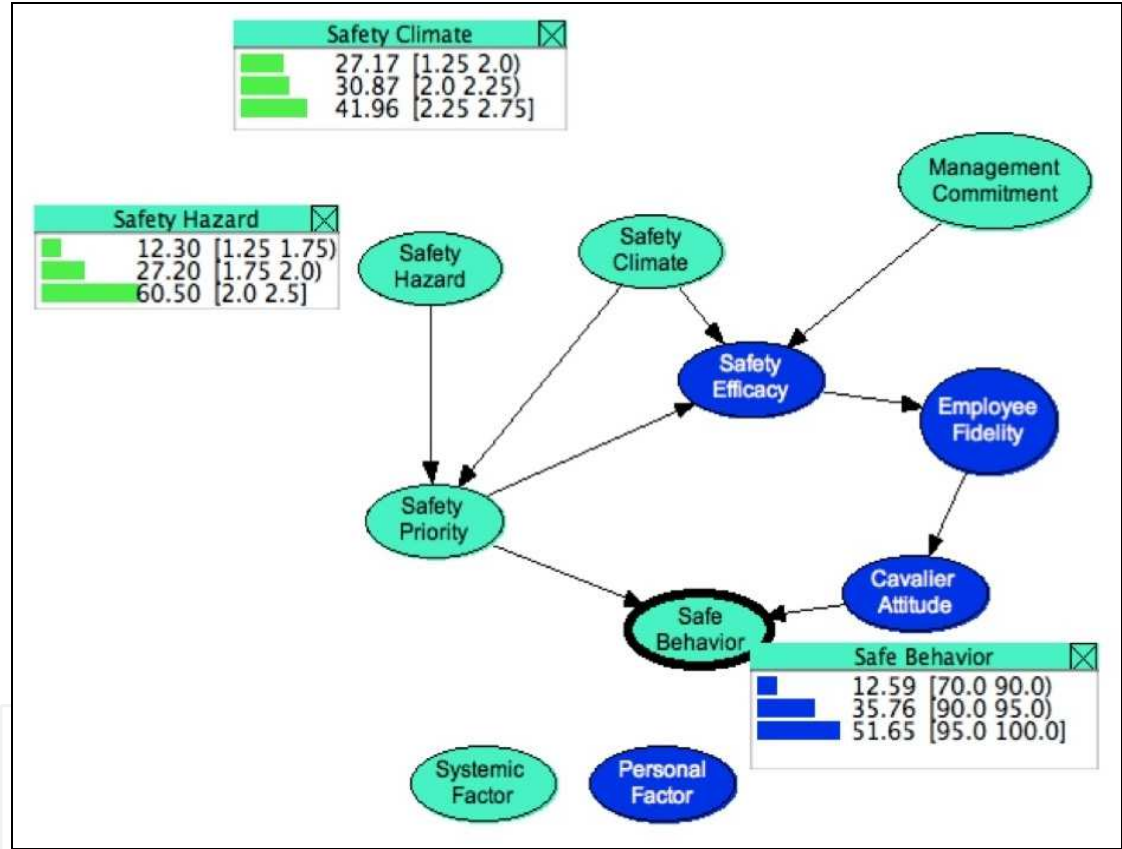 Safety Climate
27.17 [1.25 2.0)
30.87 [2.0 2.25)
41.96 [2.25 2.75]
Management
Commitment
Safety Hazard
12.30 [1.25 1.75)
27.20 [1.75 2.0)
60.50 [2.0 2.5]
Safety
Hazard
Safety
Climate
Safety
Efficacy
Employee
Fidelity
Safety
Priority
Cavalier
Attitude
Safe
Behavior
Safe Behavior
12.59 [70.0 90.0)
35.76 [90.0 95.0)
51.65 [95.0 100.0]
Systemic
Factor
Personal
Factor